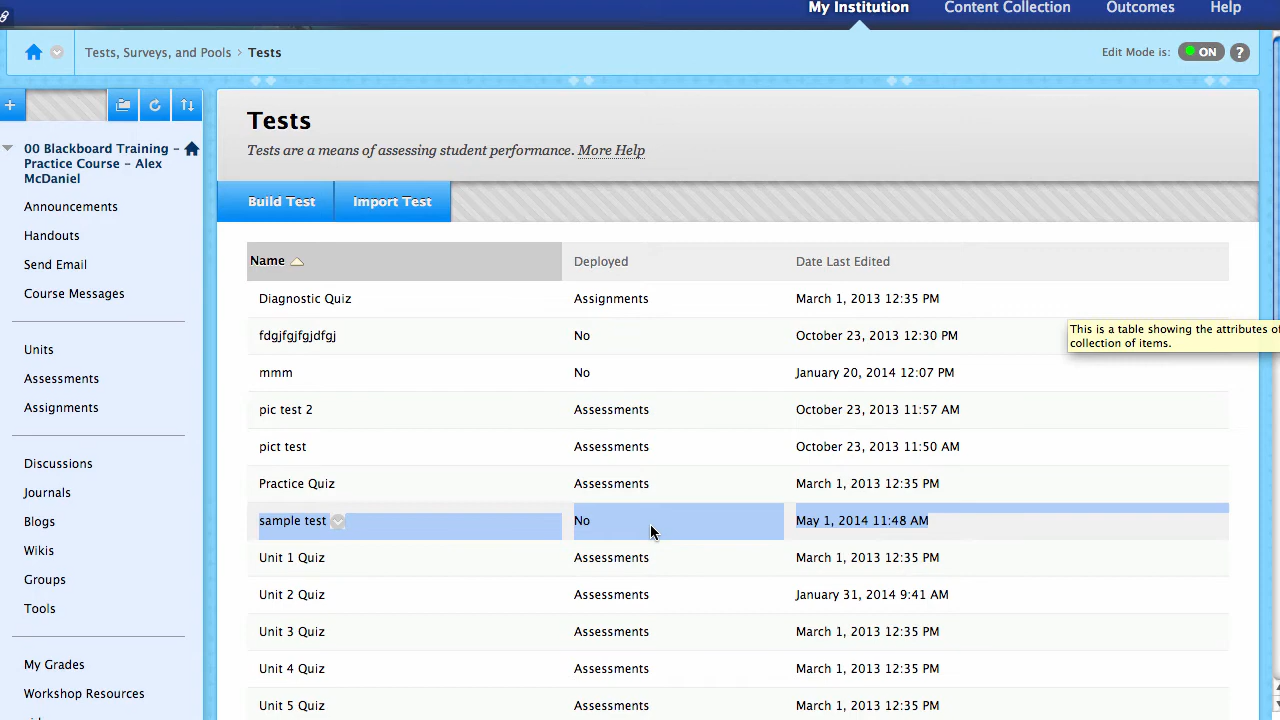 My Institution
Content Collection
Outcomes
Help
Tests, Surveys, and Pools › Tests
Edit Mode is:
ON
?
+
00 Blackboard Training –
Practice Course – Alex
McDaniel
Announcements
Handouts
Send Email
Course Messages
Units
Assessments
Assignments
Discussions
Journals
Blogs
Wikis
Groups
Tools
My Grades
Workshop Resources
Tests
Tests are a means of assessing student performance. More Help
Build Test
Import Test
Name Deployed Date Last Edited
Diagnostic Quiz Assignments March 1, 2013 12:35 PM
fdgjfgjfgjdfgj No October 23, 2013 12:30 PM
mmm No January 20, 2014 12:07 PM
pic test 2 Assessments October 23, 2013 11:57 AM
pict test Assessments October 23, 2013 11:50 AM
Practice Quiz Assessments March 1, 2013 12:35 PM
sample test No May 1, 2014 11:48 AM
Unit 1 Quiz Assessments March 1, 2013 12:35 PM
Unit 2 Quiz Assessments January 31, 2014 9:41 AM
Unit 3 Quiz Assessments March 1, 2013 12:35 PM
Unit 4 Quiz Assessments March 1, 2013 12:35 PM
Unit 5 Quiz Assessments March 1, 2013 12:35 PM
This is a table showing the attributes of
collection of items.